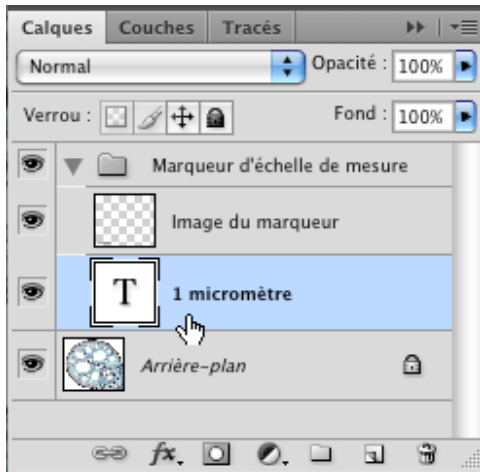 Calques Couches Tracés
Normal Opacité : 100%
Verrou : Fond : 100%
Marqueur d'échelle de mesure
Image du marqueur
T 1 micromètre
Arrière-plan
fx.